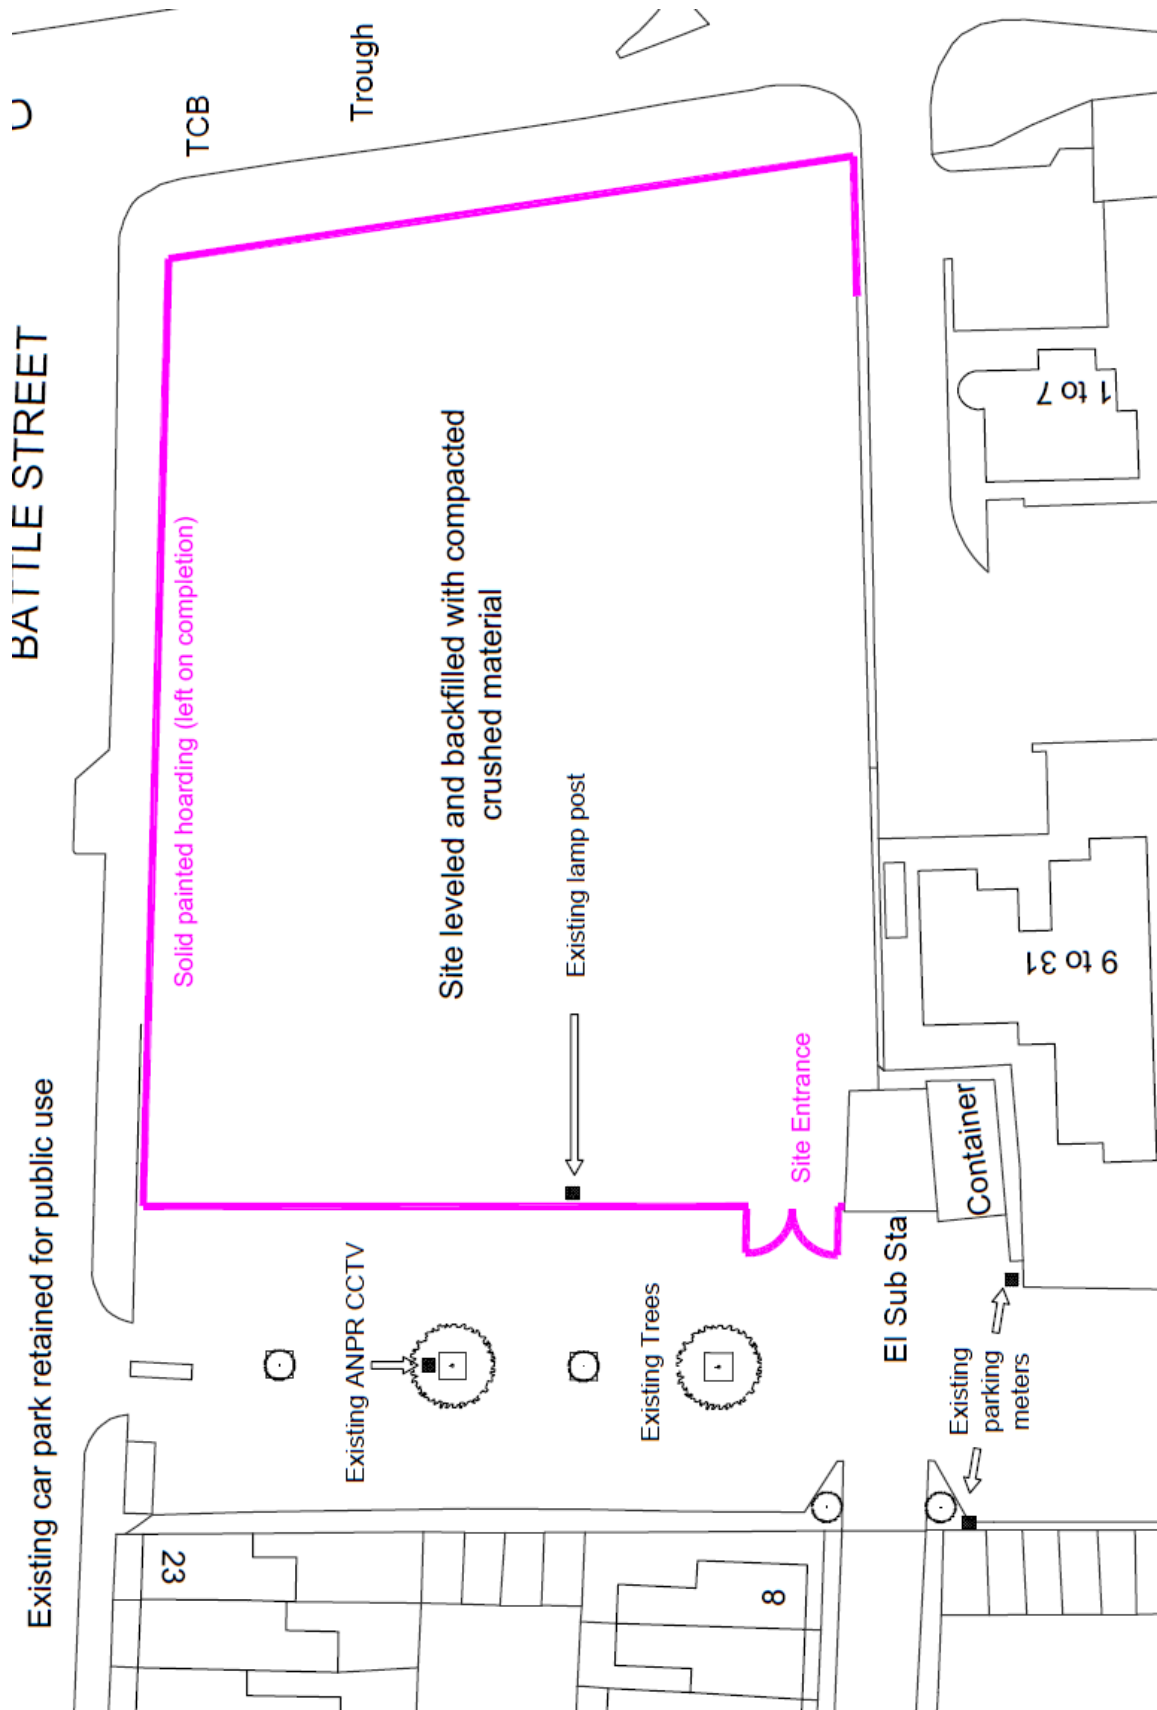 BATTLE STREET
TCB
Trough
Existing car park retained for public use
Solid painted hoarding (left on completion)
Site leveled and backfilled with compacted
crushed material
Existing lamp post
Site Entrance
Existing ANPR CCTV
Existing Trees
El Sub Sta
Container
Existing
parking
meters
1 to 7
9 to 31
23
8